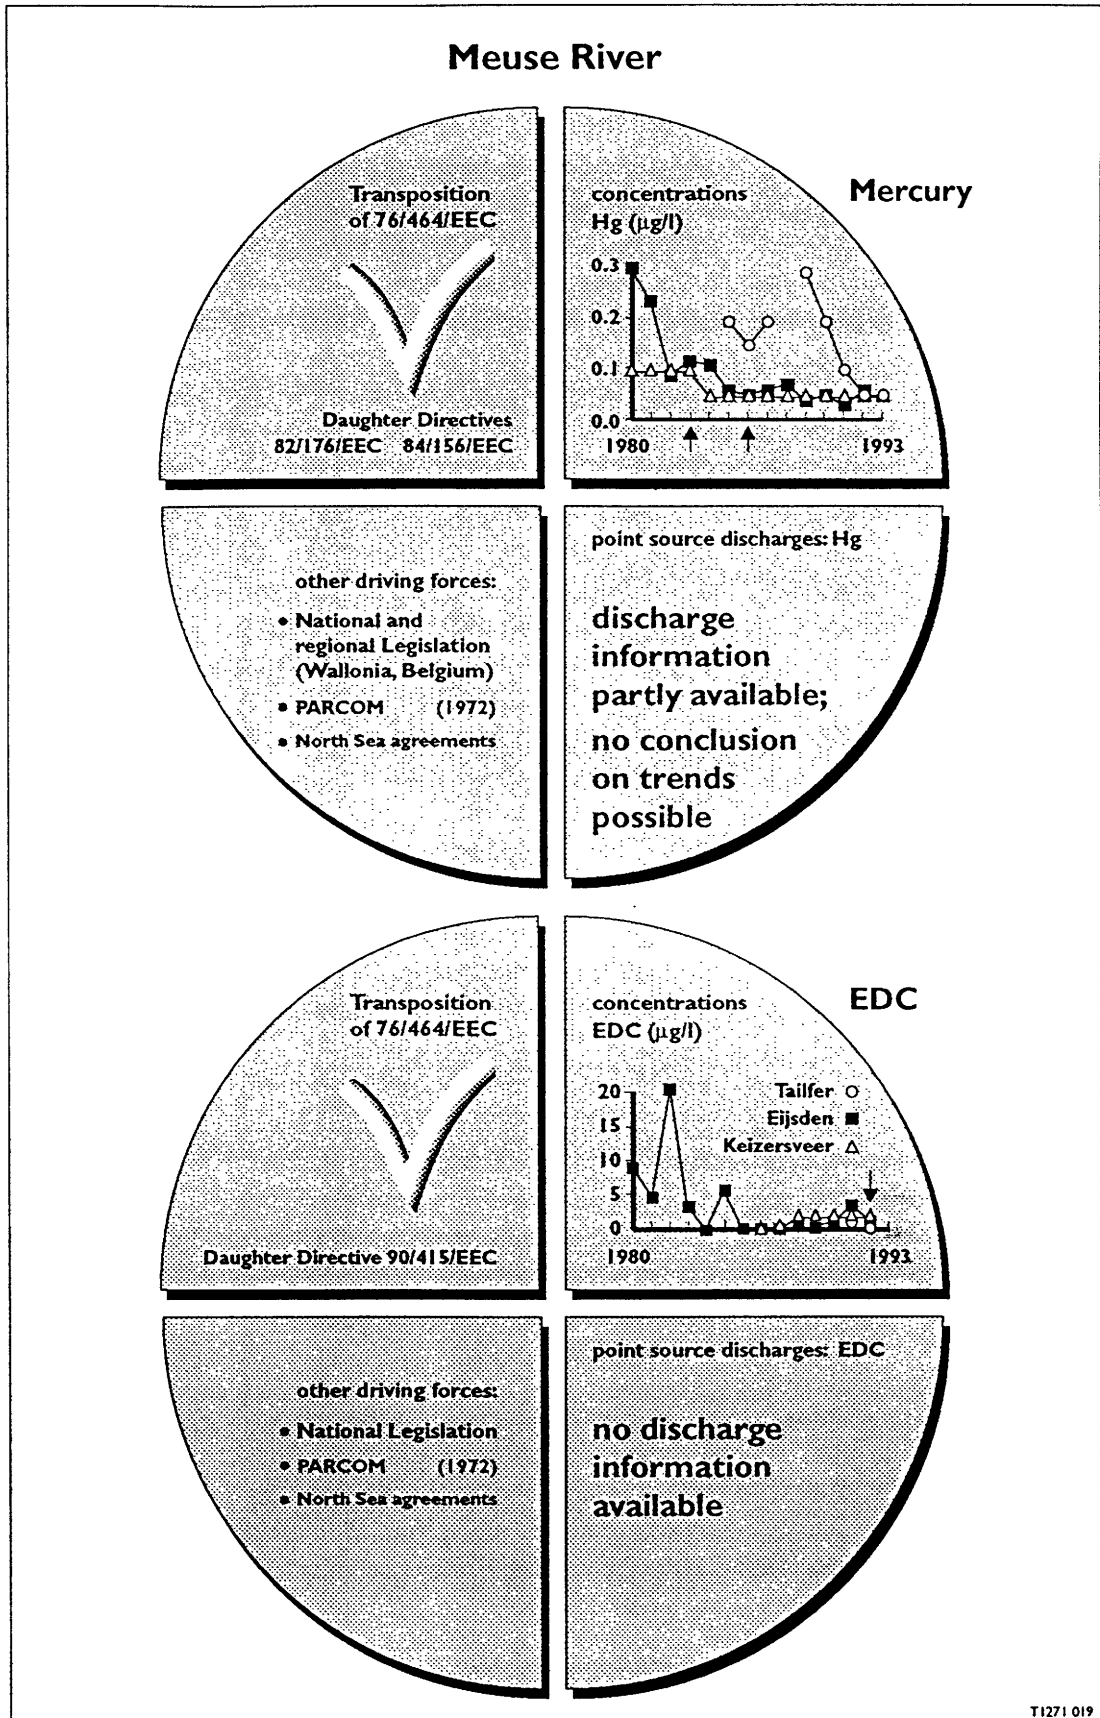 Meuse River
Transposition
of 76/464/EEC
Daughter Directives
82/176/EEC 84/156/EEC
Mercury
concentrations
Hg (µg/l)
0.3
0.2
0.1
0.0
1980
1993
other driving forces:
• National and
regional Legislation
(Wallonia, Belgium)
• PARCOM (1972)
• North Sea agreements
point source discharges: Hg
discharge
information
partly available;
no conclusion
on trends
possible
Transposition
of 76/464/EEC
Daughter Directive 90/415/EEC
EDC
concentrations
EDC (µg/l)
20
15
10
5
0
Tailfer
Eijsden
Keizersveer
1980
1993
other driving forces:
• National Legislation
• PARCOM (1972)
• North Sea agreements
point source discharges: EDC
no discharge
information
available
T1271 019